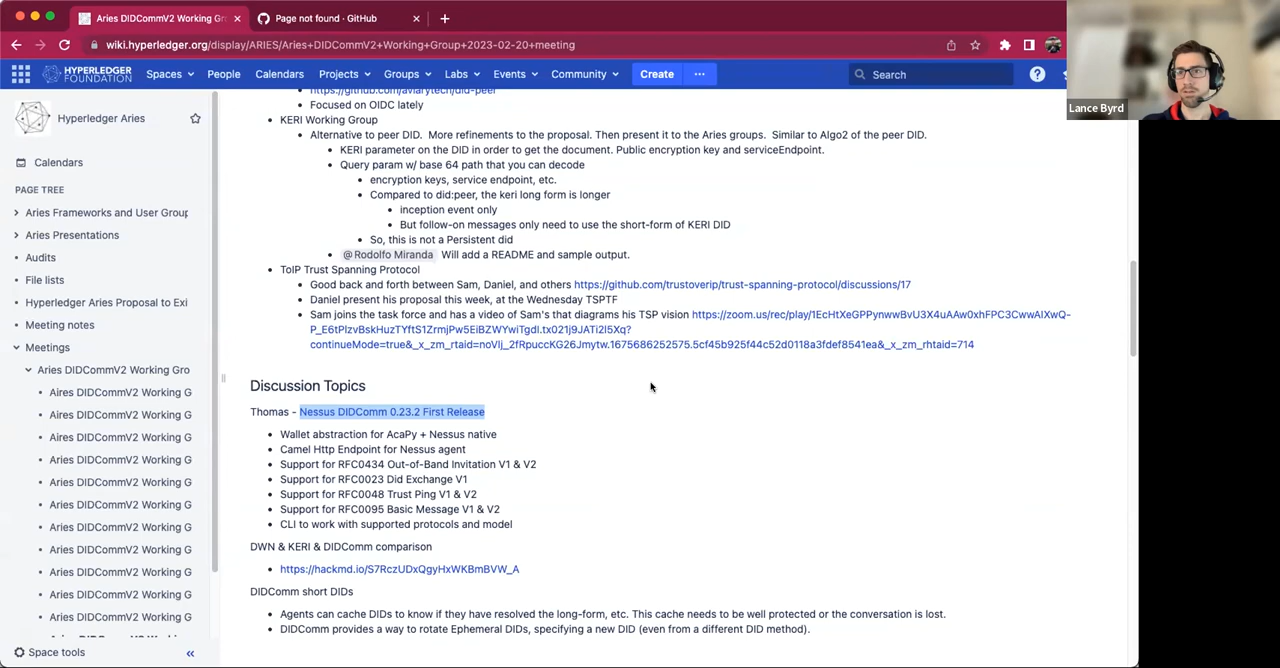 Aries DIDCommV2 Working Gr
Page not found · GitHub
wiki.hyperledger.org/display/ARIES/Aries+DIDCommV2+Working+Group+2023-02-20+meeting
HYPERLEDGER
FOUNDATION
Spaces
People
Calendars
Projects
Groups
Labs
Events
Community
Create
Search
Lance Byrd
Hyperledger Aries
Calendars
PAGE TREE
Aries Frameworks and User Group
Aries Presentations
Audits
File lists
Hyperledger Aries Proposal to Exi
Meeting notes
Meetings
Aries DIDCommV2 Working Gro
Aires DIDCommV2 Working G
Aires DIDCommV2 Working G
Aires DIDCommV2 Working G
Aries DIDCommV2 Working G
Aries DIDCommV2 Working G
Aries DIDCommV2 Working G
Aries DIDCommV2 Working G
Aries DIDCommV2 Working G
Aries DIDCommV2 Working G
Aries DIDCommV2 Working G
Aries DIDCommV2 Working G
Space tools
https://github.com/aviarytech/did-peer
Focused on OIDC lately
KERI Working Group
Alternative to peer DID. More refinements to the proposal. Then present it to the Aries groups. Similar to Algo2 of the peer DID.
KERI parameter on the DID in order to get the document. Public encryption key and serviceEndpoint.
Query param w/ base 64 path that you can decode
encryption keys, service endpoint, etc.
Compared to did:peer, the keri long form is longer
inception event only
But follow-on messages only need to use the short-form of KERI DID
So, this is not a Persistent did
@Rodolfo Miranda Will add a README and sample output.
ToIP Trust Spanning Protocol
Good back and forth between Sam, Daniel, and others https://github.com/trustoverip/trust-spanning-protocol/discussions/17
Daniel present his proposal this week, at the Wednesday TSPTF
Sam joins the task force and has a video of Sam's that diagrams his TSP vision https://zoom.us/rec/play/1EcHtXeGPPynwwBvU3X4uAAw0xhFPC3CwwAlXwQ-
P_E6tPlzvBskHuzTYftS1ZrmjPw5EiBZWYwiTgdl.tx021j9JATi2l5Xq?
continueMode=true&_x_zm_rtaid=noVlj_2fRpuccKG26Jmytw.1675686252575.5cf45b925f44c52d0118a3fdef8541ea&_x_zm_rhtaid=714
Discussion Topics
Thomas - Nessus DIDComm 0.23.2 First Release
Wallet abstraction for AcaPy + Nessus native
Camel Http Endpoint for Nessus agent
Support for RFC0434 Out-of-Band Invitation V1 & V2
Support for RFC0023 Did Exchange V1
Support for RFC0048 Trust Ping V1 & V2
Support for RFC0095 Basic Message V1 & V2
CLI to work with supported protocols and model
DWN & KERI & DIDComm comparison
https://hackmd.io/S7RczUDxQgyHxWKBmBVW_A
DIDComm short DIDs
Agents can cache DIDs to know if they have resolved the long-form, etc. This cache needs to be well protected or the conversation is lost.
DIDComm provides a way to rotate Ephemeral DIDs, specifying a new DID (even from a different DID method).